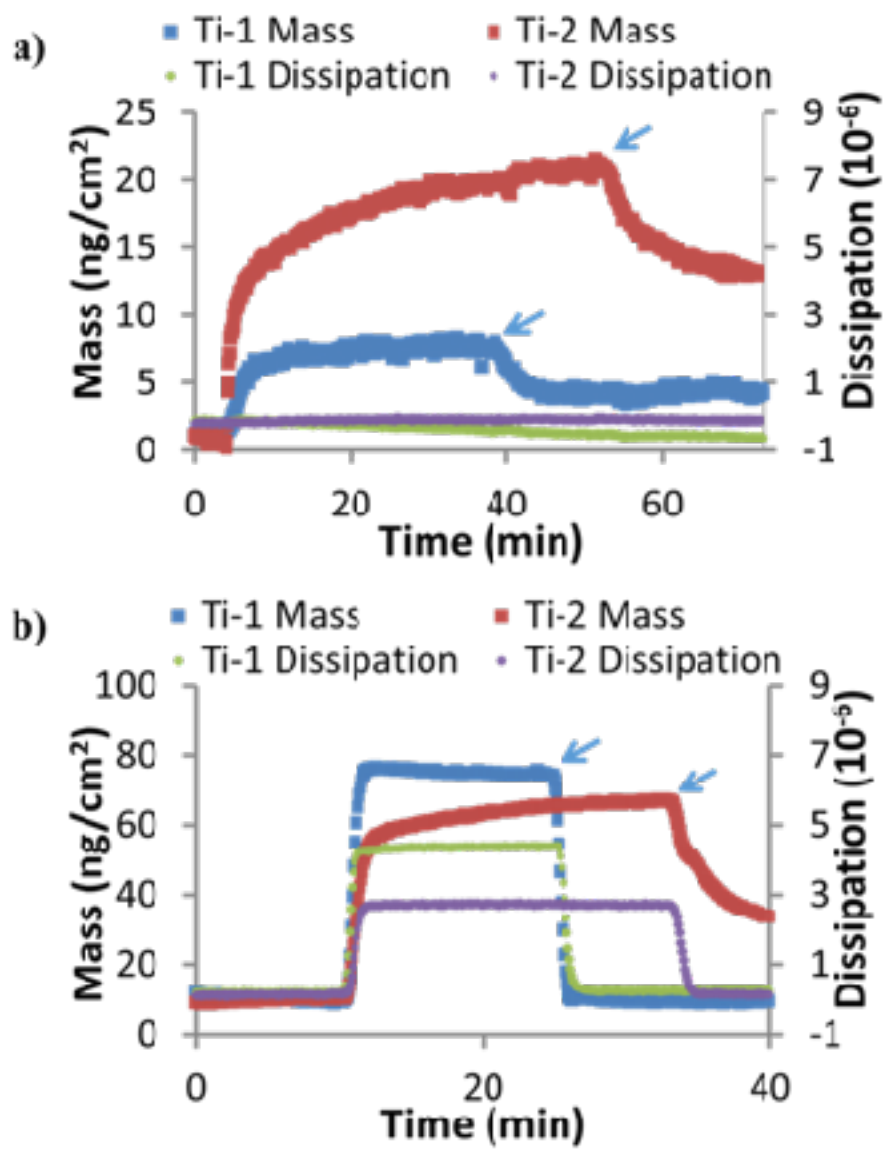 a)
Ti-1 Mass Ti-2 Mass
Ti-1 Dissipation Ti-2 Dissipation
25 9
20 7
15 5
10 3
5 1
0 -1
0 20 40 60
Mass (ng/cm²)
Dissipation (10⁻⁶)
Time (min)
b)
Ti-1 Mass Ti-2 Mass
Ti-1 Dissipation Ti-2 Dissipation
100 9
80 7
60 5
40 3
20 1
0 -1
0 20 40
Mass (ng/cm²)
Dissipation (10⁻⁶)
Time (min)